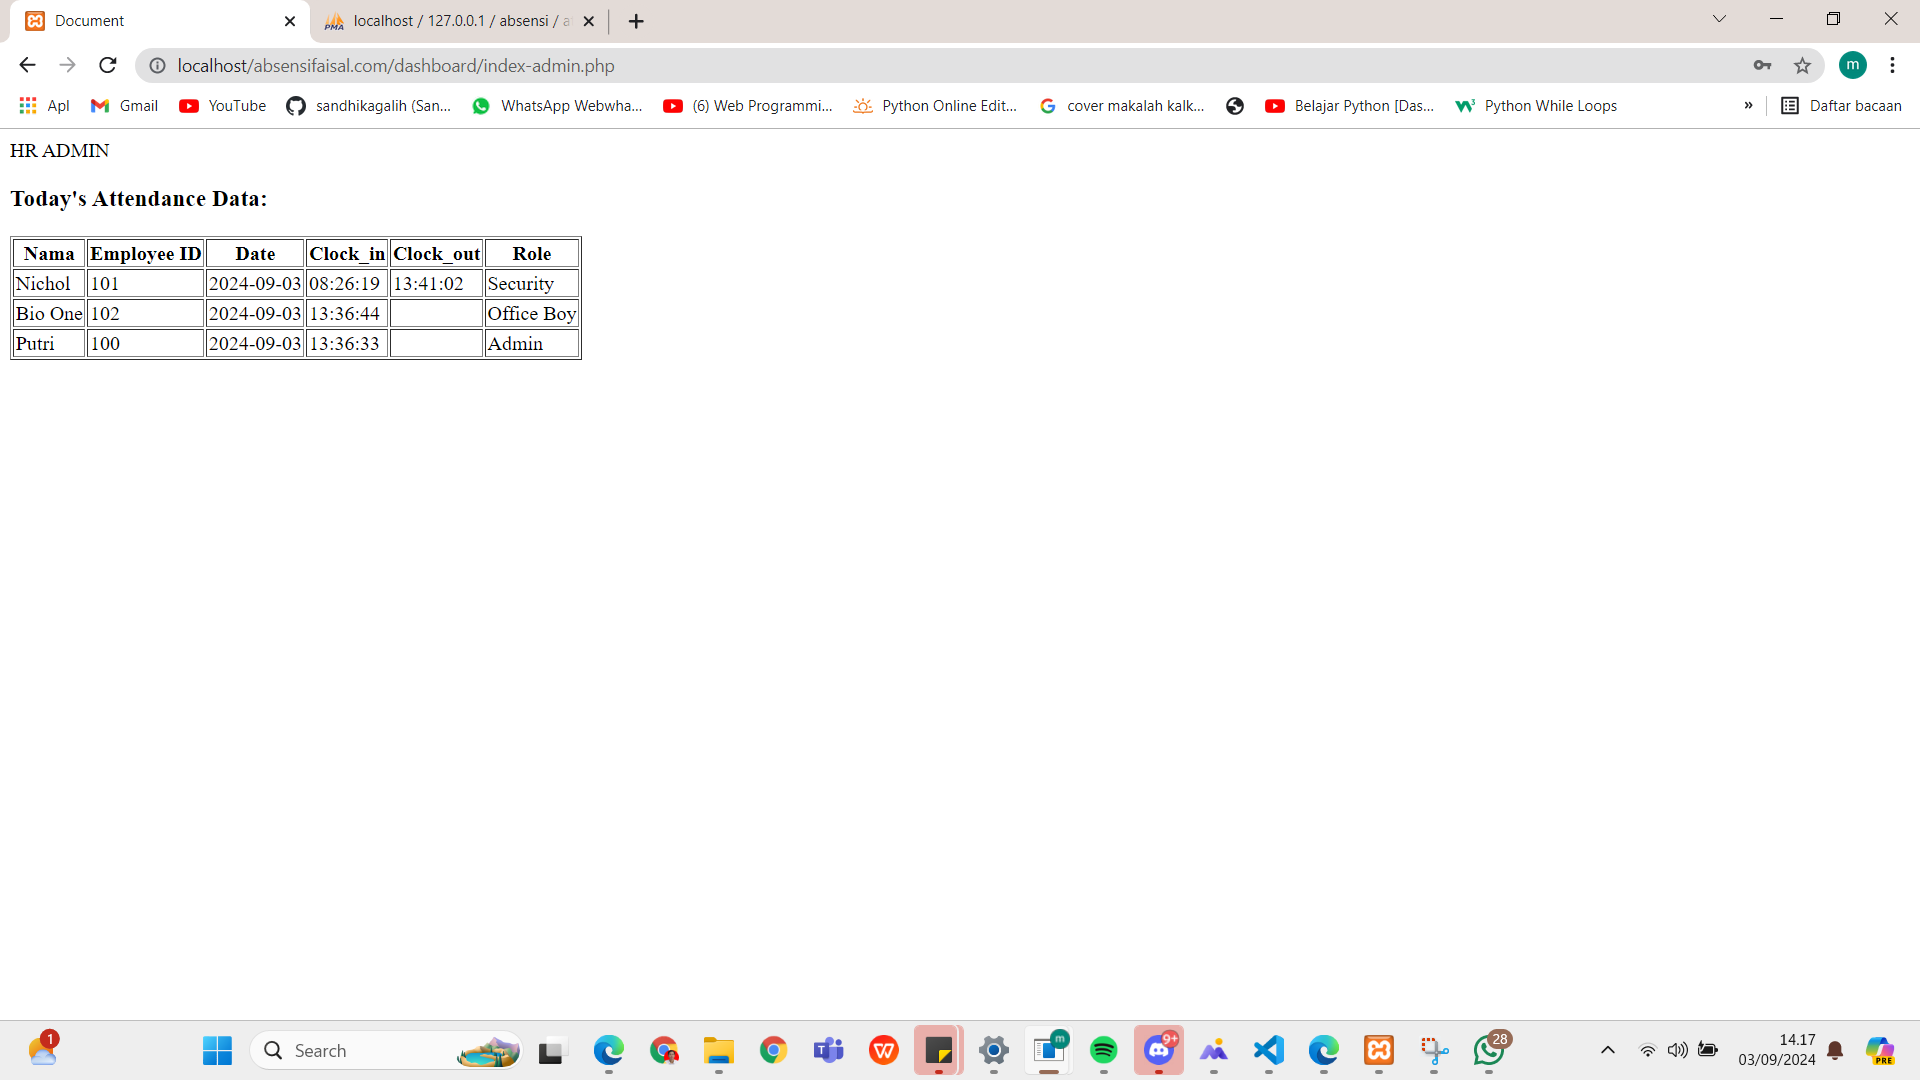 Document
localhost / 127.0.0.1 / absensi /
localhost/absensifaisal.com/dashboard/index-admin.php
m
Apl
Gmail
YouTube
sandhikagalih (San...
WhatsApp Webwha...
(6) Web Programmi...
Python Online Edit...
cover makalah kalk...
Belajar Python [Das...
Python While Loops
»
Daftar bacaan
HR ADMIN
Today's Attendance Data:
Nama Employee ID Date Clock_in Clock_out Role
Nichol 101 2024-09-03 08:26:19 13:41:02 Security
Bio One 102 2024-09-03 13:36:44 Office Boy
Putri 100 2024-09-03 13:36:33 Admin
1
Search
m
9+
28
14.17
03/09/2024
PRE